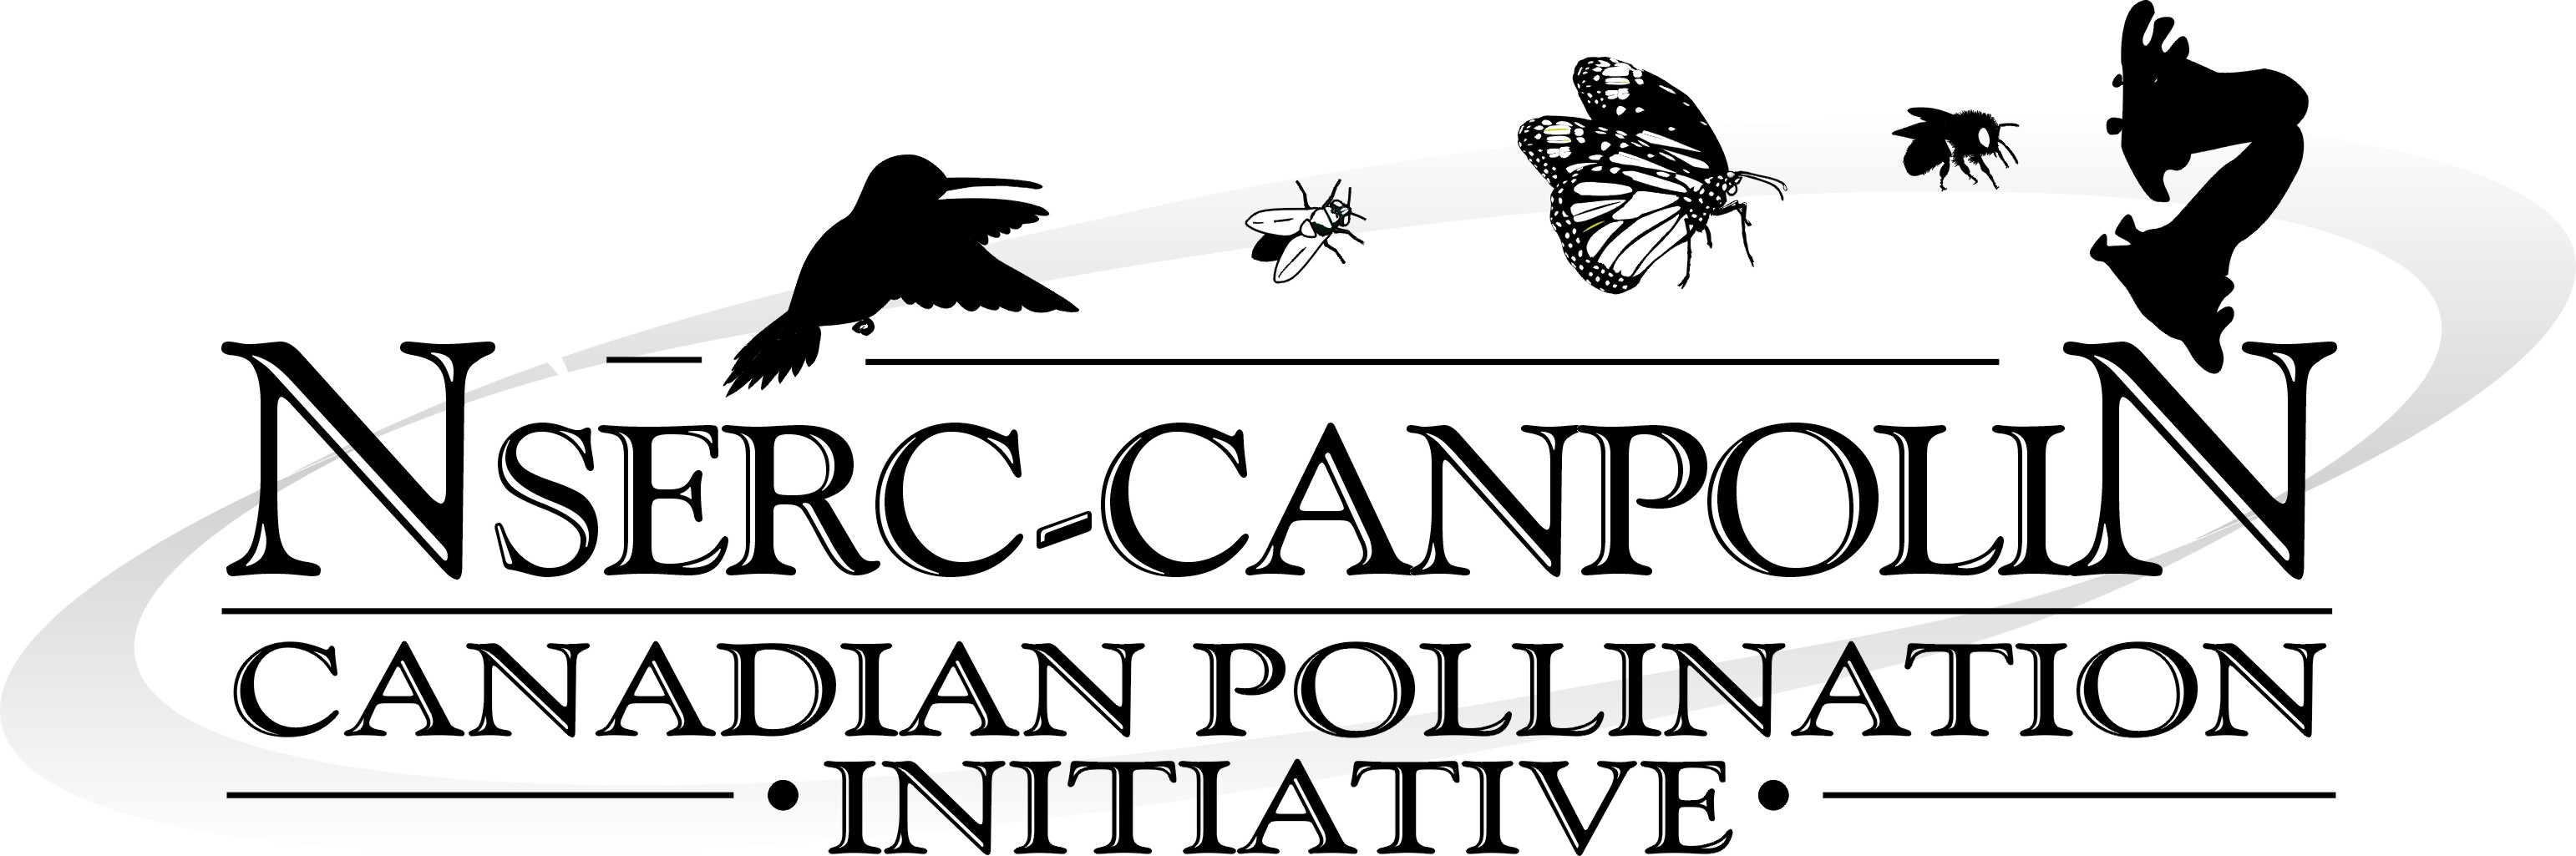 NSERC-CANPOLIN
CANADIAN POLLINATION
•INITIATIVE•